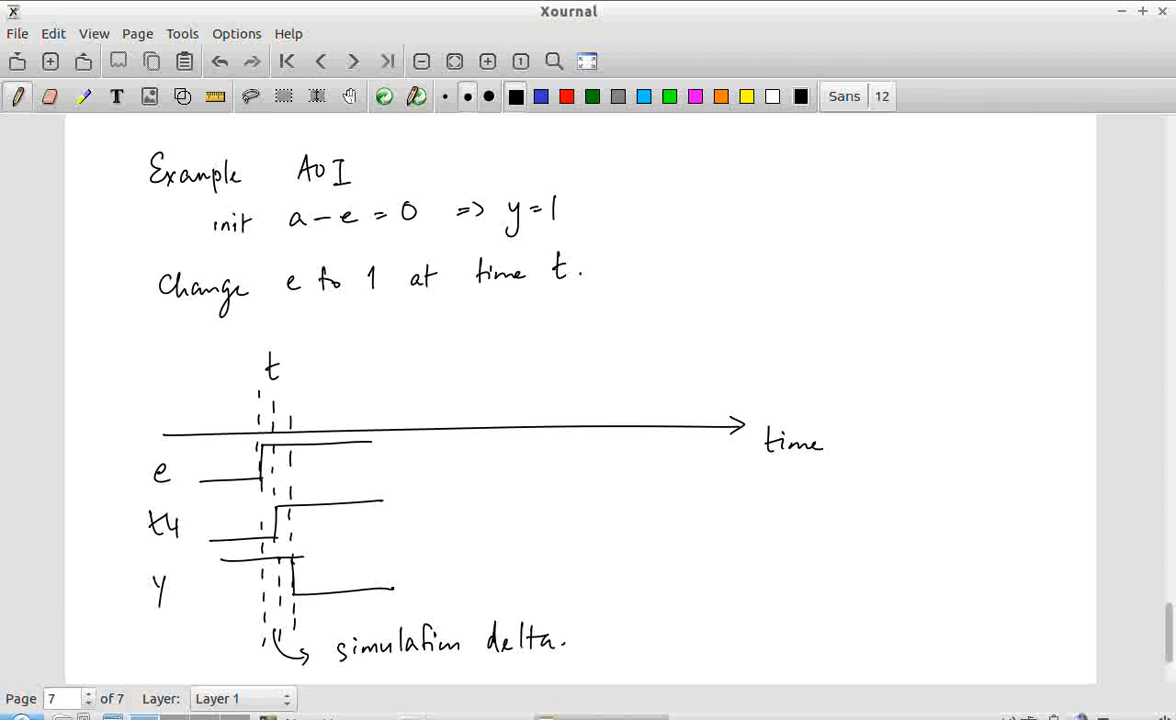 Xournal
File Edit View Page Tools Options Help
Sans 12
Example AOI
init a – e = 0 => y = 1
Change e to 1 at time t.
t
time
e
t4
y
simulation delta.
Page 7 of 7 Layer: Layer 1